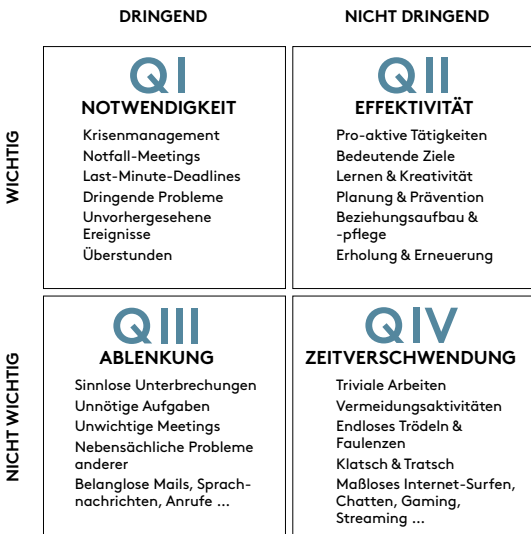 DRINGEND
NICHT DRINGEND
WICHTIG
QI
NOTWENDIGKEIT
Krisenmanagement
Notfall-Meetings
Last-Minute-Deadlines
Dringende Probleme
Unvorhergesehene
Ereignisse
Überstunden
QII
EFFEKTIVITÄT
Pro-aktive Tätigkeiten
Bedeutende Ziele
Lernen & Kreativität
Planung & Prävention
Beziehungsaufbau &
-pflege
Erholung & Erneuerung
NICHT WICHTIG
QIII
ABLENKUNG
Sinnlose Unterbrechungen
Unnötige Aufgaben
Unwichtige Meetings
Nebensächliche Probleme
anderer
Belanglose Mails, Sprach-
nachrichten, Anrufe ...
QIV
ZEITVERSCHWENDUNG
Triviale Arbeiten
Vermeidungsaktivitäten
Endloses Trödeln &
Faulenzen
Klatsch & Tratsch
Maßloses Internet-Surfen,
Chatten, Gaming,
Streaming ...